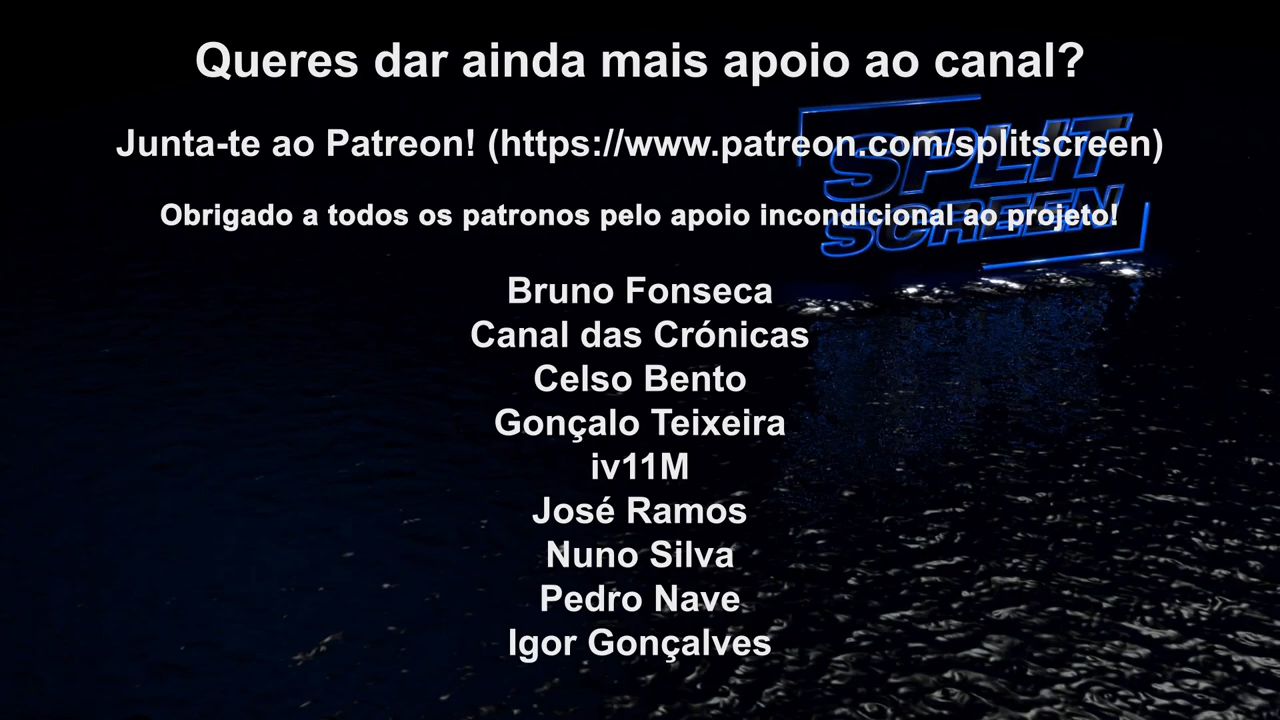 Queres dar ainda mais apoio ao canal?
Junta-te ao Patreon! (https://www.patreon.com/splitscreen)
SPLIT
SCREEN
Obrigado a todos os patronos pelo apoio incondicional ao projeto!
Bruno Fonseca
Canal das Crónicas
Celso Bento
Gonçalo Teixeira
iv11M
José Ramos
Nuno Silva
Pedro Nave
Igor Gonçalves